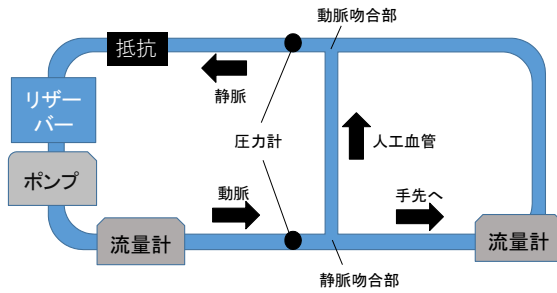 動脈吻合部
抵抗
静脈
リザー
バー
圧力計
人工血管
ポンプ
動脈
手先へ
流量計
流量計
静脈吻合部